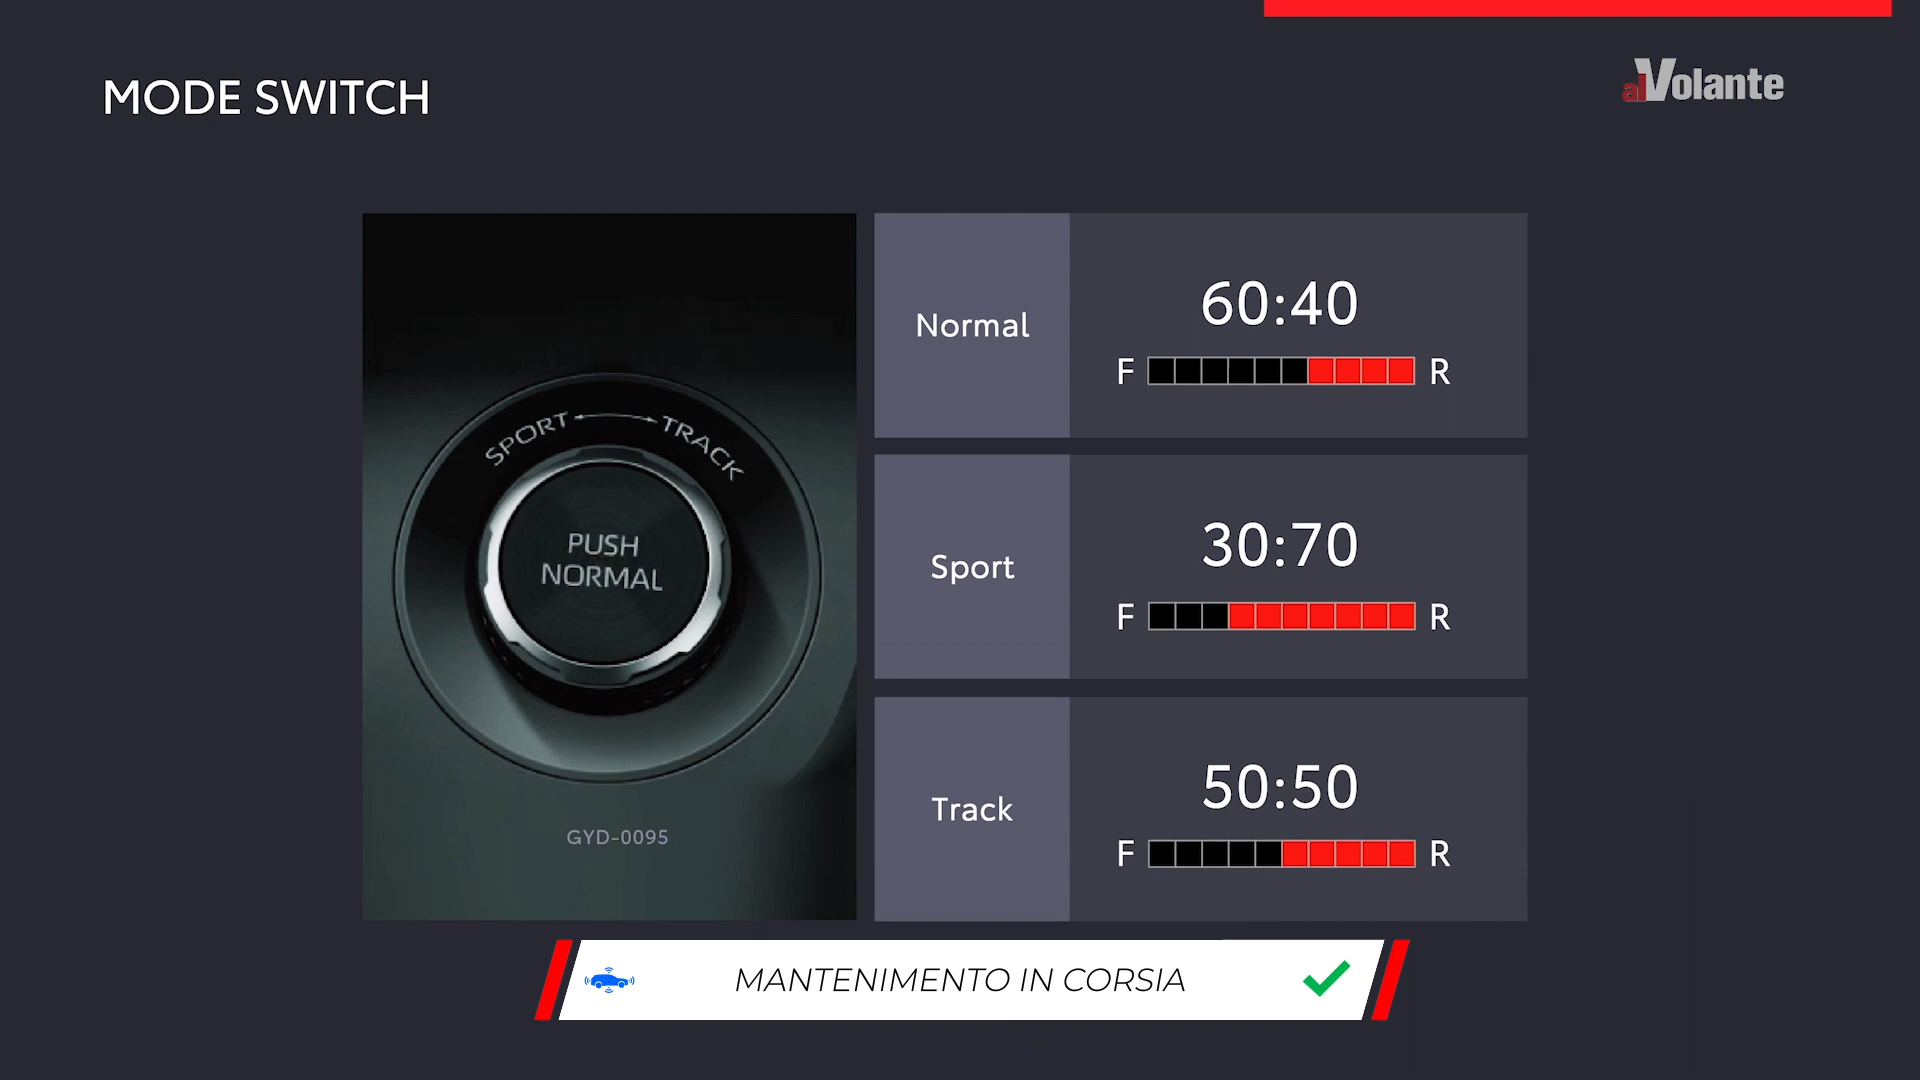 MODE SWITCH
alVolante
SPORT TRACK
PUSH
NORMAL
GYD-0095
Normal
60:40
F R
Sport
30:70
F R
Track
50:50
F R
MANTENIMENTO IN CORSIA